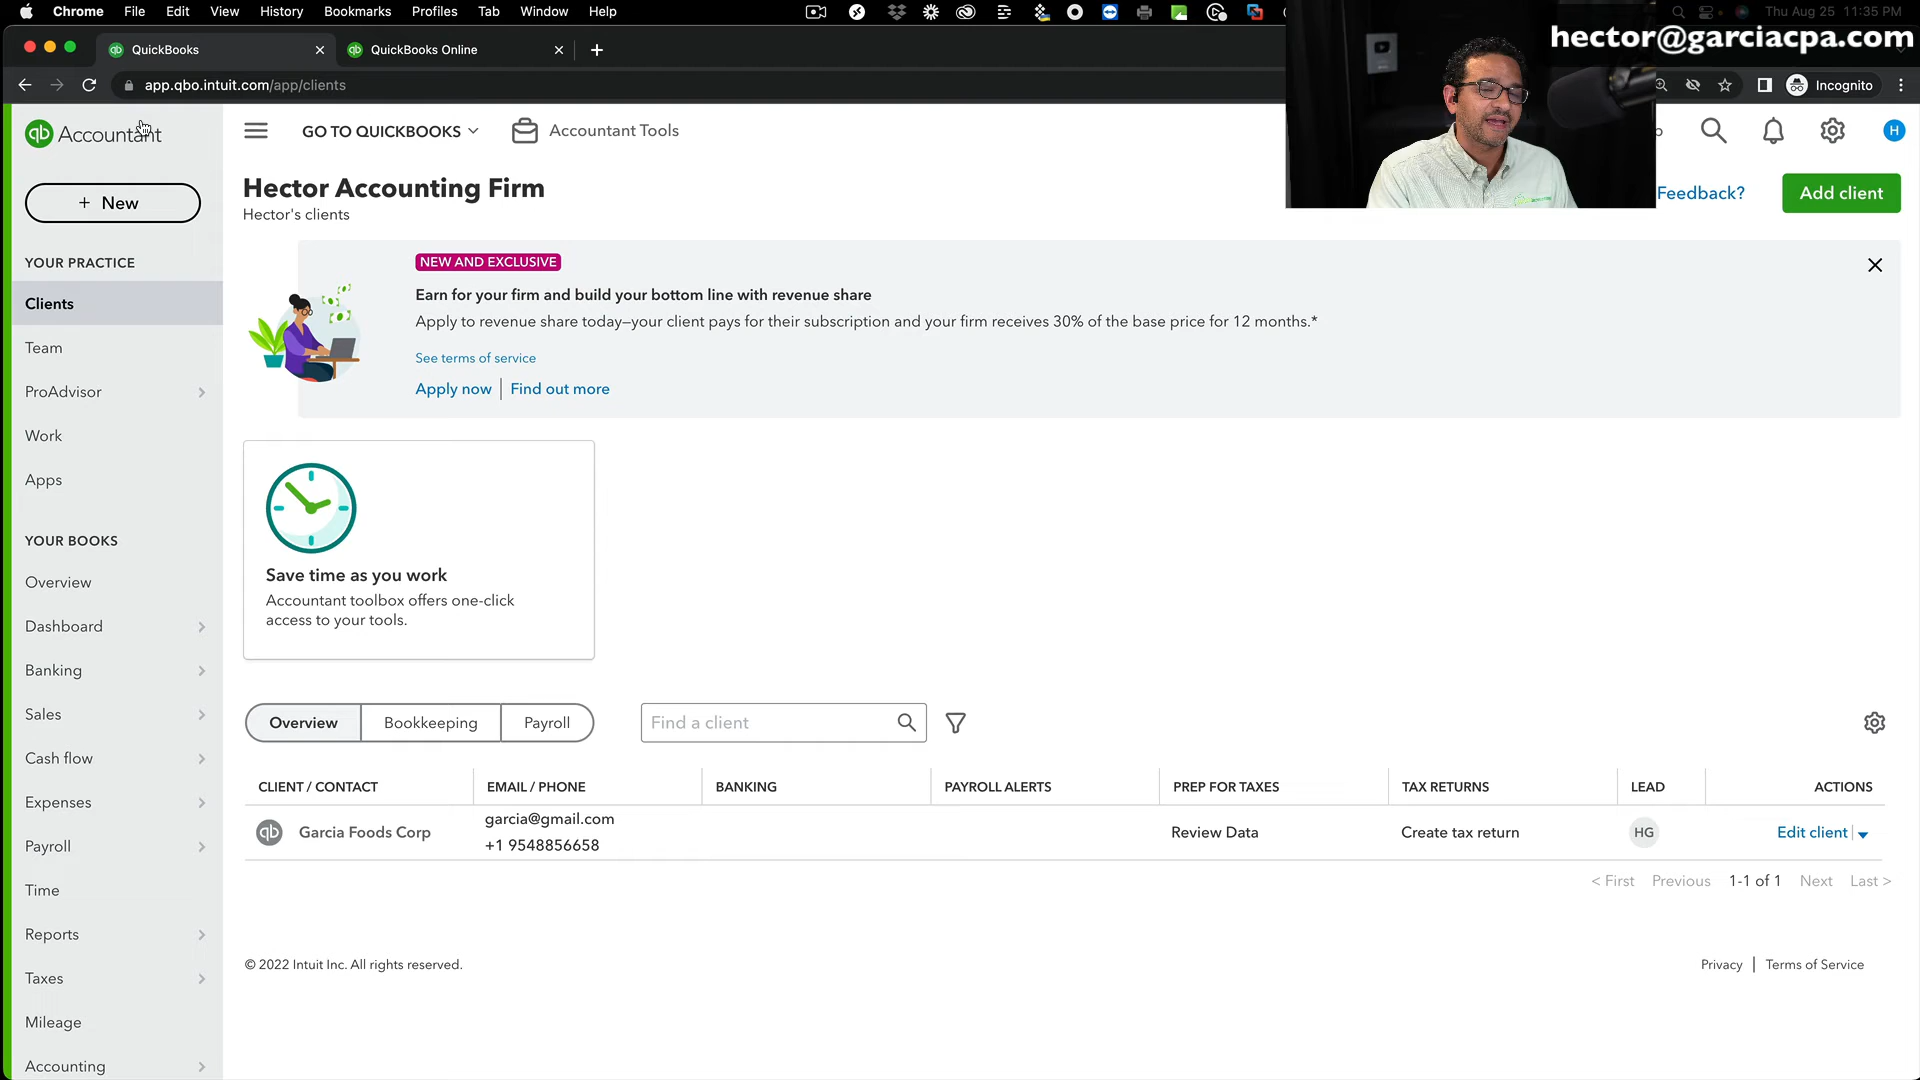 Chrome File Edit View History Bookmarks Profiles Tab Window Help
Thu Aug 25 11:35 PM
hector@garciacpa.com
QuickBooks
QuickBooks Online
app.qbo.intuit.com/app/clients
Incognito
qb Accountant
GO TO QUICKBOOKS
Accountant Tools
H
+ New
Hector Accounting Firm
Hector's clients
Feedback?
Add client
YOUR PRACTICE
Clients
Team
ProAdvisor
Work
Apps
YOUR BOOKS
Overview
Dashboard
Banking
Sales
Cash flow
Expenses
Payroll
Time
Reports
Taxes
Mileage
Accounting
NEW AND EXCLUSIVE
Earn for your firm and build your bottom line with revenue share
Apply to revenue share today—your client pays for their subscription and your firm receives 30% of the base price for 12 months.*
See terms of service
Apply now | Find out more
Save time as you work
Accountant toolbox offers one-click
access to your tools.
Overview Bookkeeping Payroll
Find a client
CLIENT / CONTACT EMAIL / PHONE BANKING PAYROLL ALERTS PREP FOR TAXES TAX RETURNS LEAD ACTIONS
qb Garcia Foods Corp garcia@gmail.com Review Data Create tax return HG Edit client
+1 9548856658
< First Previous 1-1 of 1 Next Last >
© 2022 Intuit Inc. All rights reserved.
Privacy | Terms of Service